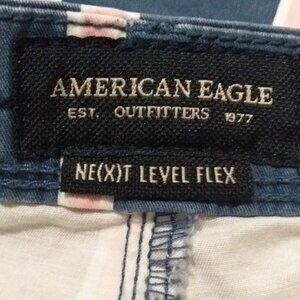 AMERICAN EAGLE
EST. OUTFITTERS 1977
NE(X)T LEVEL FLEX